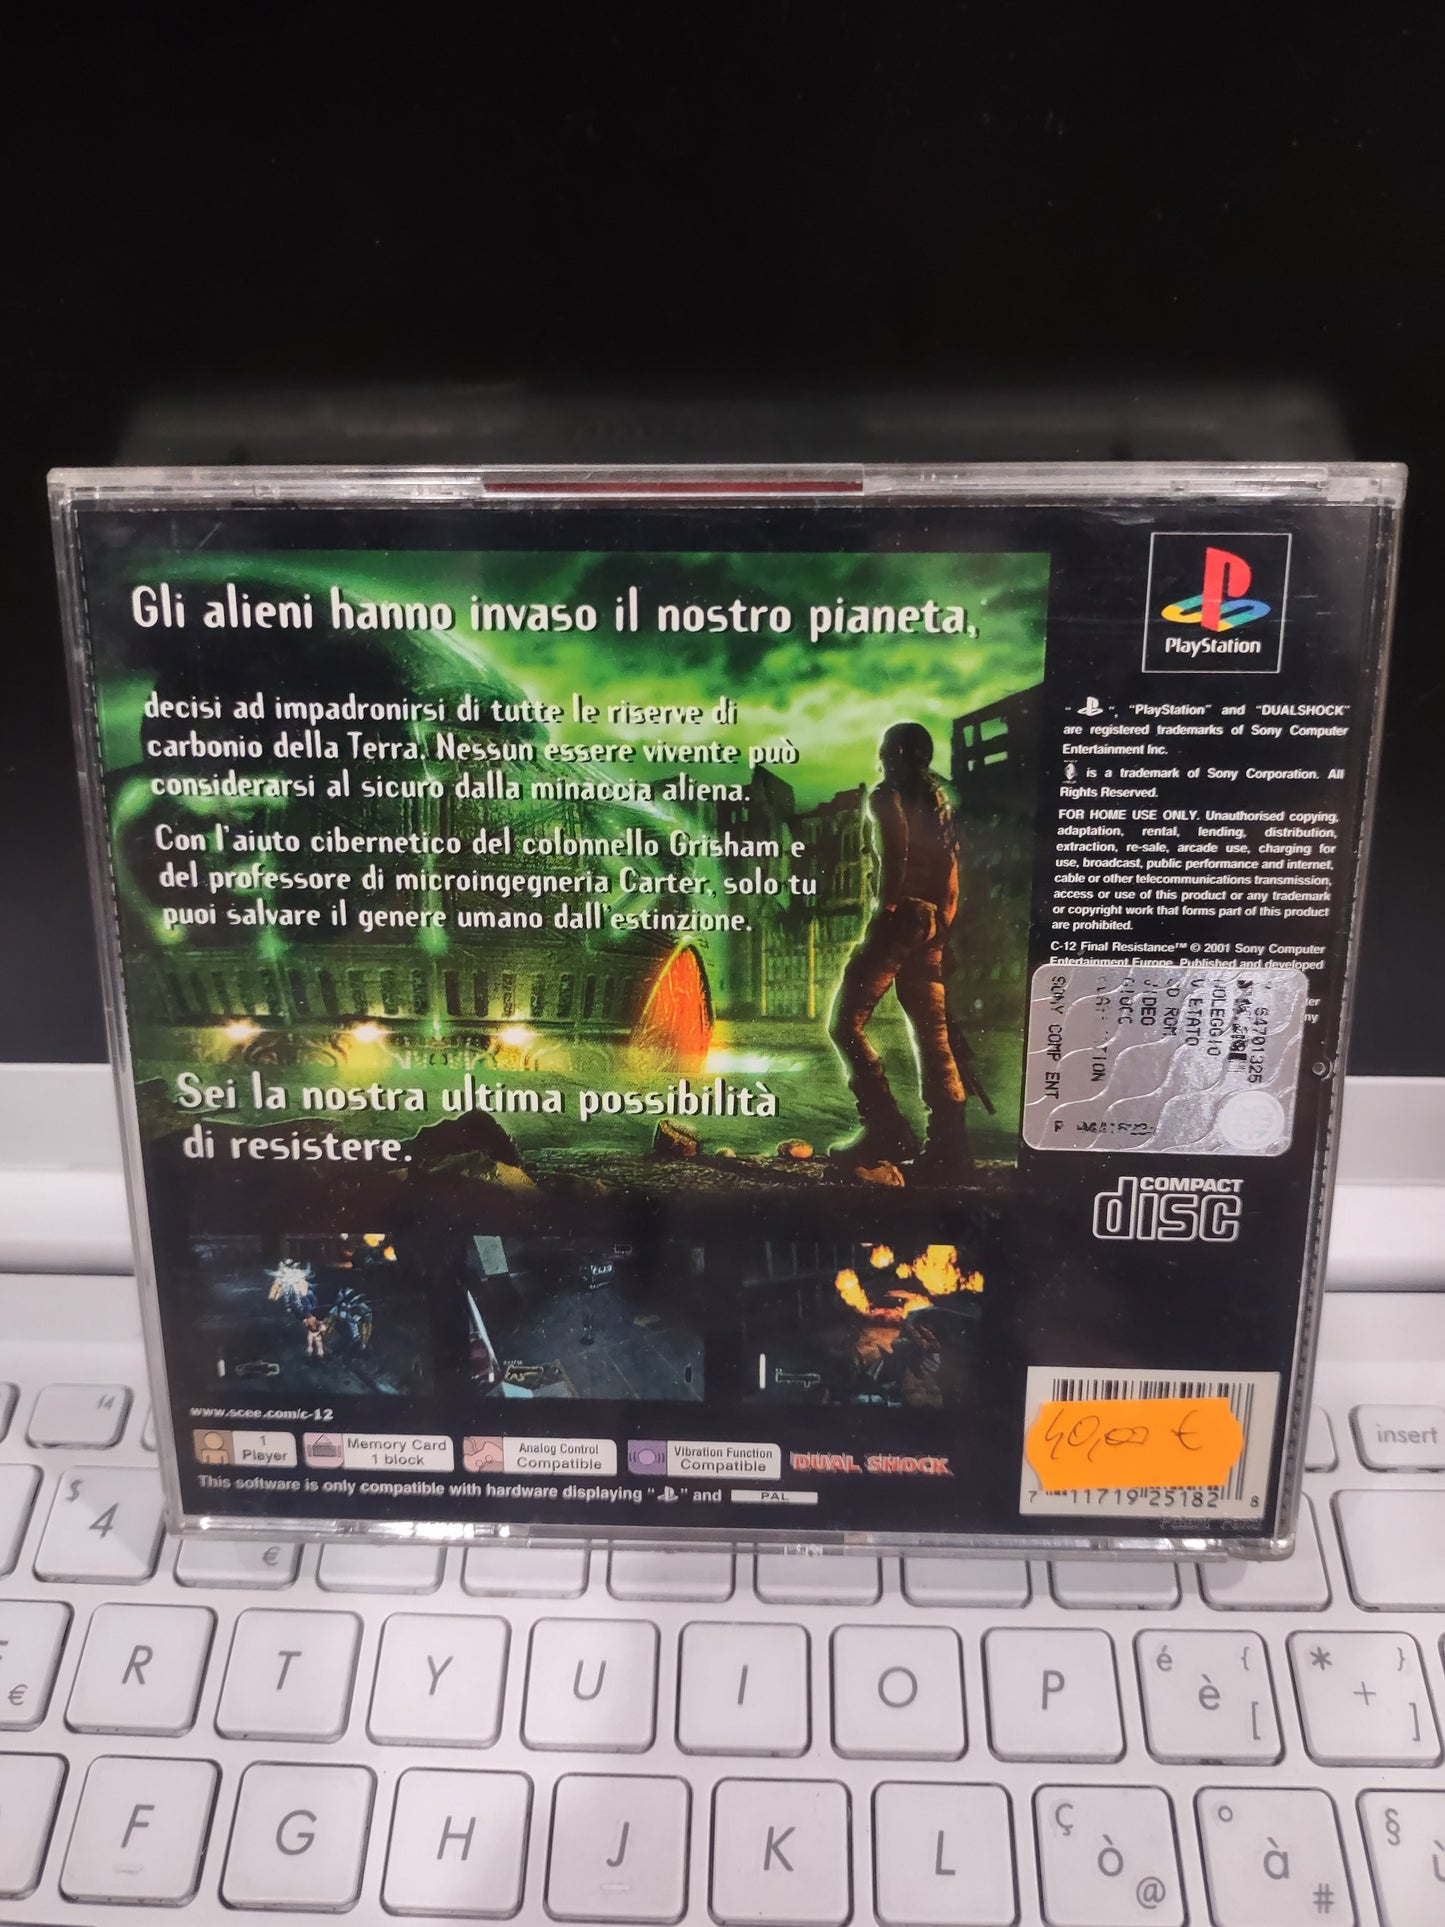 Gli alieni hanno invaso il nostro pianeta,
decisi ad impadronirsi di tutte le riserve di
carbonio della Terra. Nessun essere vivente può
considerarsi al sicuro dalla minaccia aliena.
Con l'aiuto cibernetico del colonnello Grisham e
del professore di microingegneria Carter, solo tu
puoi salvare il genere umano dall'estinzione.
Sei la nostra ultima possibilità
di resistere.
www.scee.com/c-12
1
Player
Memory Card
1 block
Analog Control
Compatible
Vibration Function
Compatible
DUAL SHOCK
This software is only compatible with hardware displaying " " and PAL
PlayStation
" ", "PlayStation" and "DUALSHOCK"
are registered trademarks of Sony Computer
Entertainment Inc.
is a trademark of Sony Corporation. All
Rights Reserved.
FOR HOME USE ONLY. Unauthorised copying,
adaptation, rental, lending, distribution,
extraction, re-sale, arcade use, charging for
use, broadcast, public performance and internet,
cable or other telecommunications transmission,
access or use of this product or any trademark
or copyright work that forms part of this product
are prohibited.
C-12 Final Resistance™ © 2001 Sony Computer
Entertainment Europe. Published and developed
64701325
NOLEGGIO
VIETATO
CD ROM
VIDEO
SONY COMP ENT
COMPACT
disc
40,00 €
7 11719 25182 8
insert
$
4
€
€
R
T
Y
U
I
O
P
é
è
{
[
*
+
}
]
F
G
H
J
K
L
ç
ò
@
°
à
#
§